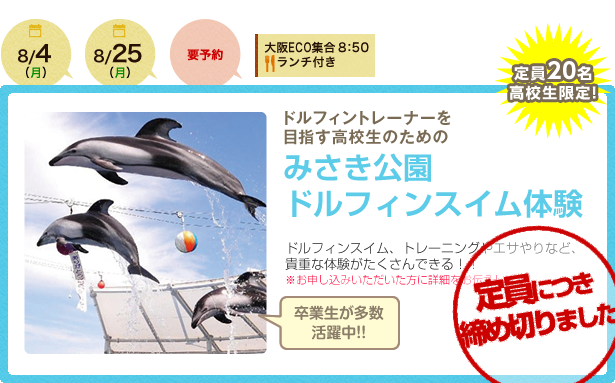 8/4
(月)
8/25
(月)
要予約
大阪ECO集合 8:50
ランチ付き
定員20名
高校生限定!
ドルフィントレーナーを
目指す高校生のための
みさき公園
ドルフィンスイム体験
ドルフィンスイム、トレーニングやエサやりなど、
貴重な体験がたくさんできる!!
※お申し込みいただいた方に詳細をお伝え
定員につき
締め切りました
卒業生が多数
活躍中!!